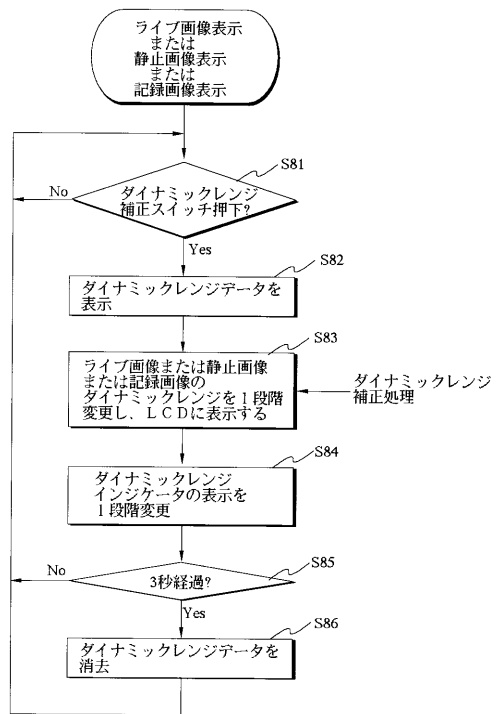 ライブ画像表示
または
静止画像表示
または
記録画像表示
S81
No
ダイナミックレンジ
補正スイッチ押下?
Yes
S82
ダイナミックレンジデータを
表示
S83
ライブ画像または静止画像
または記録画像の
ダイナミックレンジを1段階
変更し、LCDに表示する
ダイナミックレンジ
補正処理
S84
ダイナミックレンジ
インジケータの表示を
1段階変更
S85
No
3秒経過?
Yes
S86
ダイナミックレンジデータを
消去